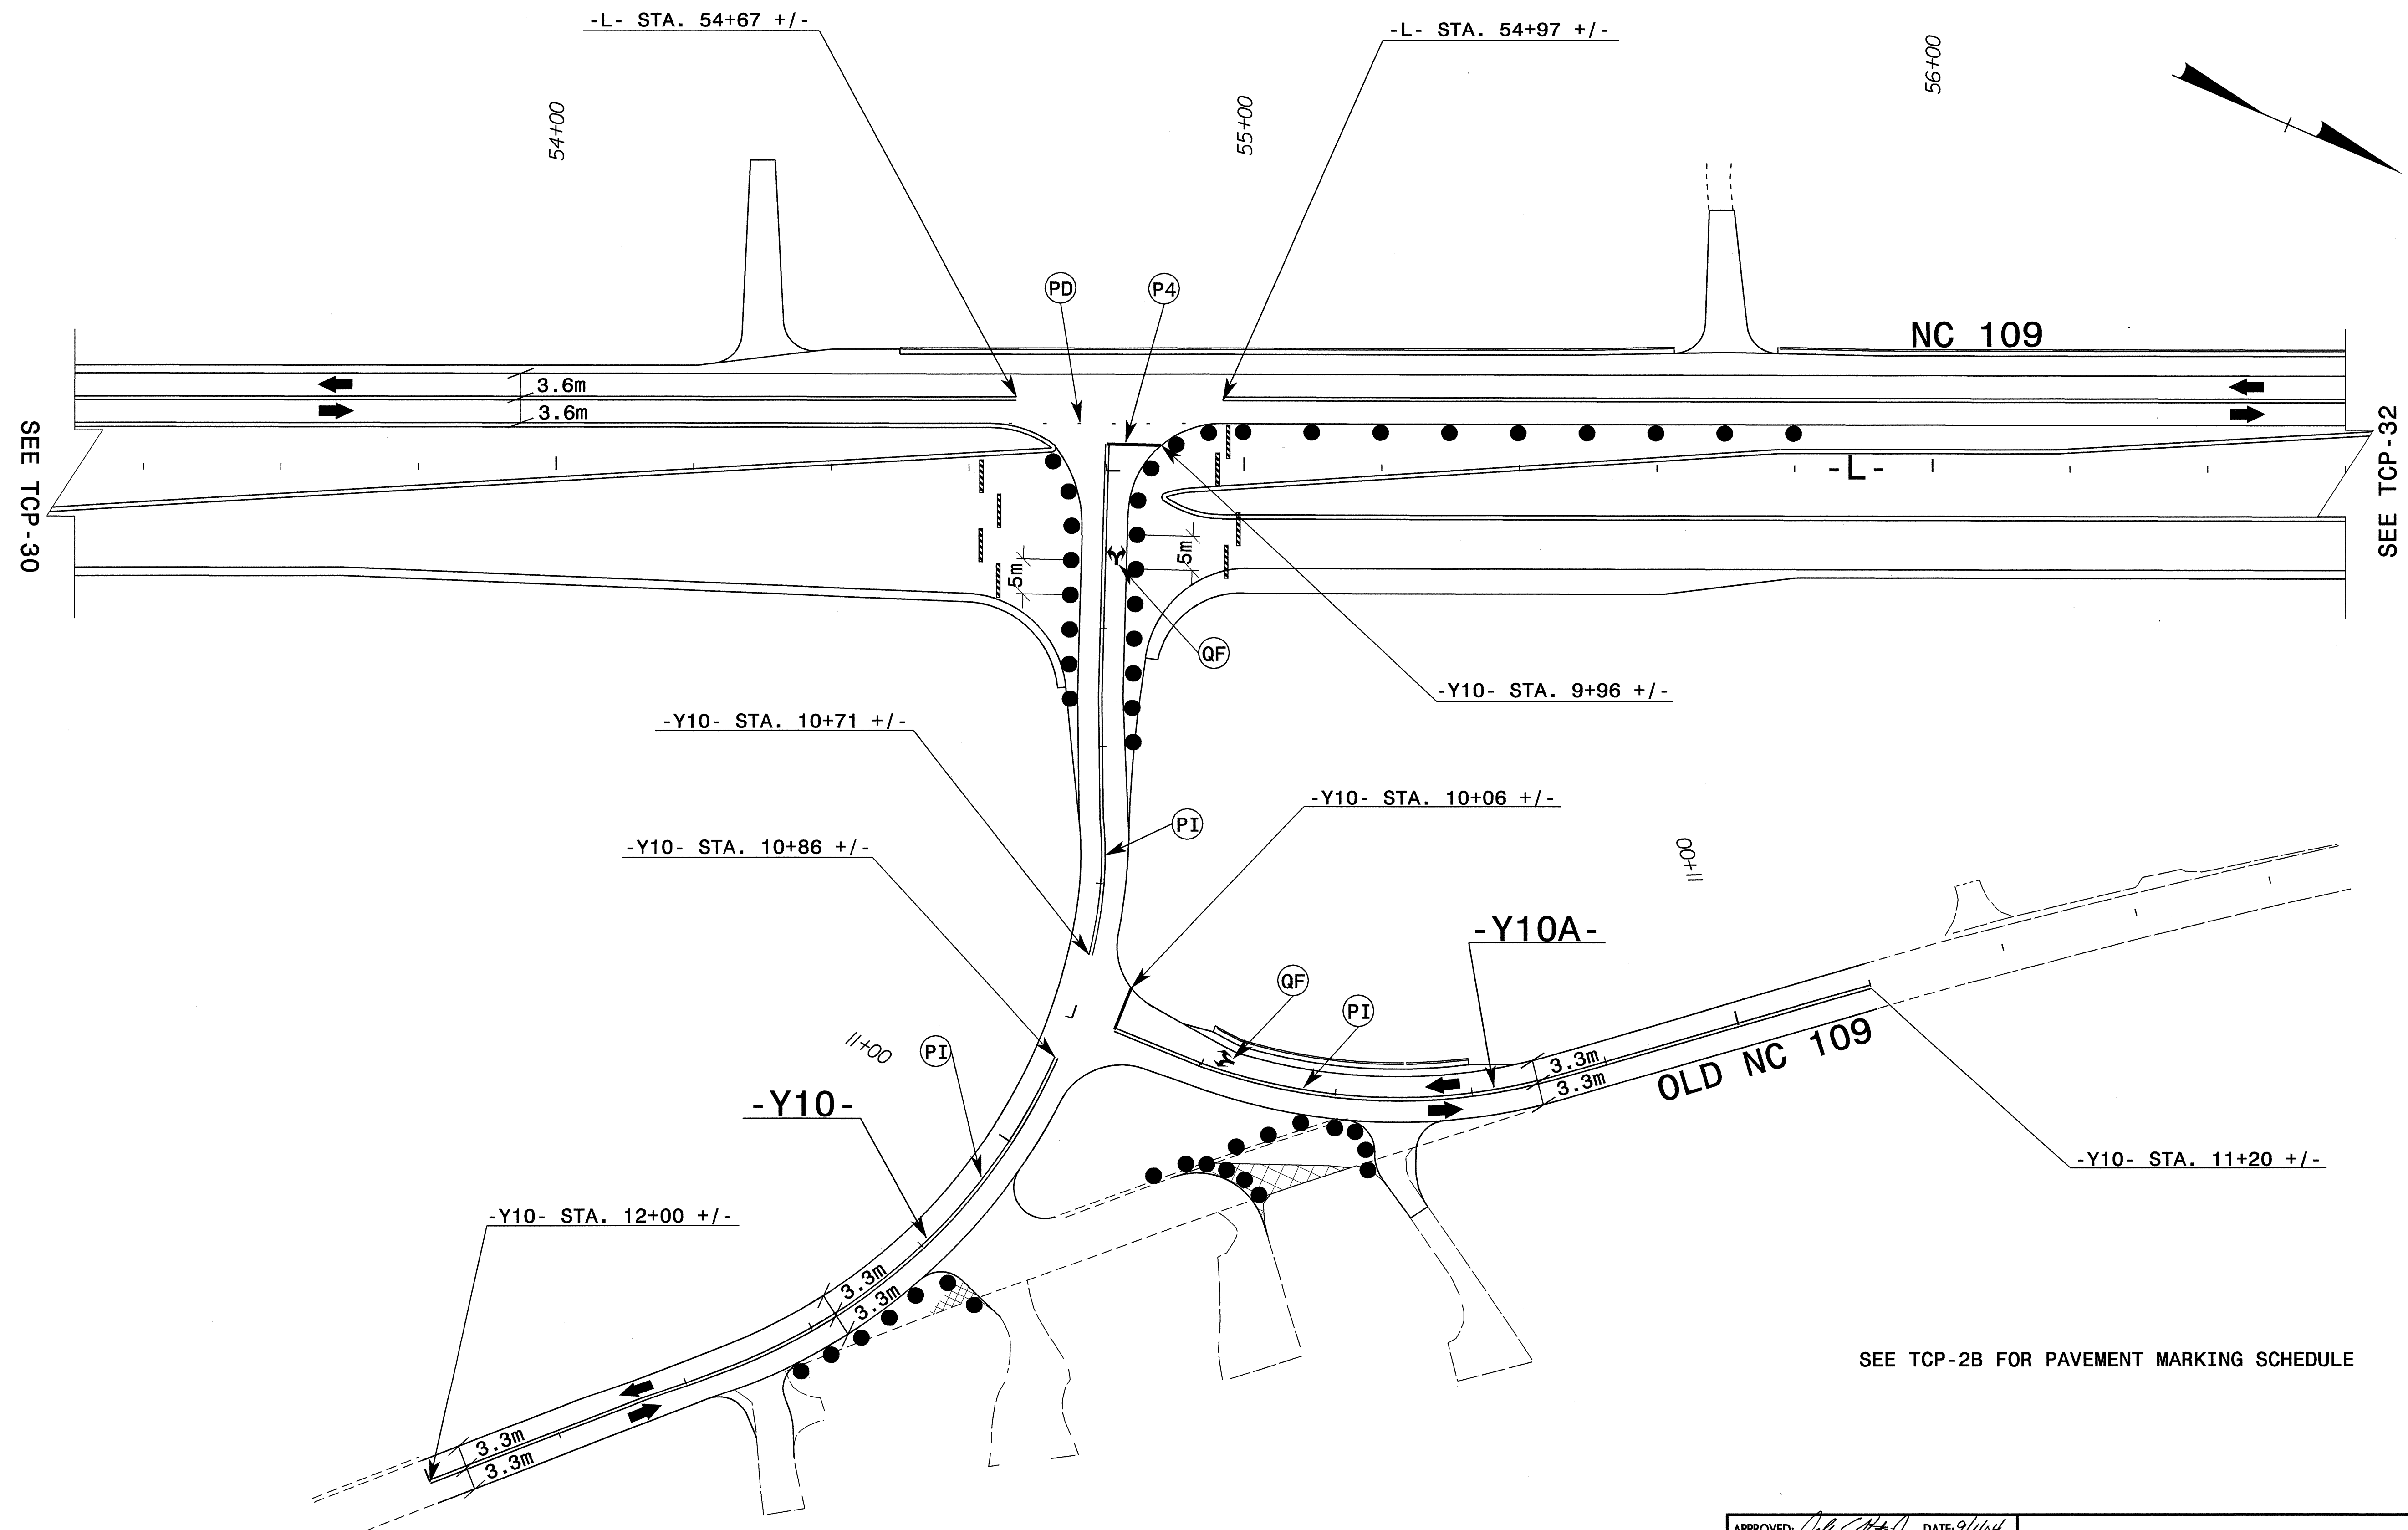 -L- STA. 54+67 +/-
-L- STA. 54+97 +/-
54+00
55+00
56+00
PD
P4
NC 109
3.6m
3.6m
SEE TCP-30
SEE TCP-32
-L-
5m
5m
QF
-Y10- STA. 9+96 +/-
-Y10- STA. 10+71 +/-
-Y10- STA. 10+06 +/-
PI
-Y10- STA. 10+86 +/-
11+00
-Y10A-
QF
PI
11+00
PI
3.3m
3.3m
OLD NC 109
-Y10-
-Y10- STA. 11+20 +/-
-Y10- STA. 12+00 +/-
3.3m
3.3m
SEE TCP-2B FOR PAVEMENT MARKING SCHEDULE
3.3m
3.3m
APPROVED: DATE: